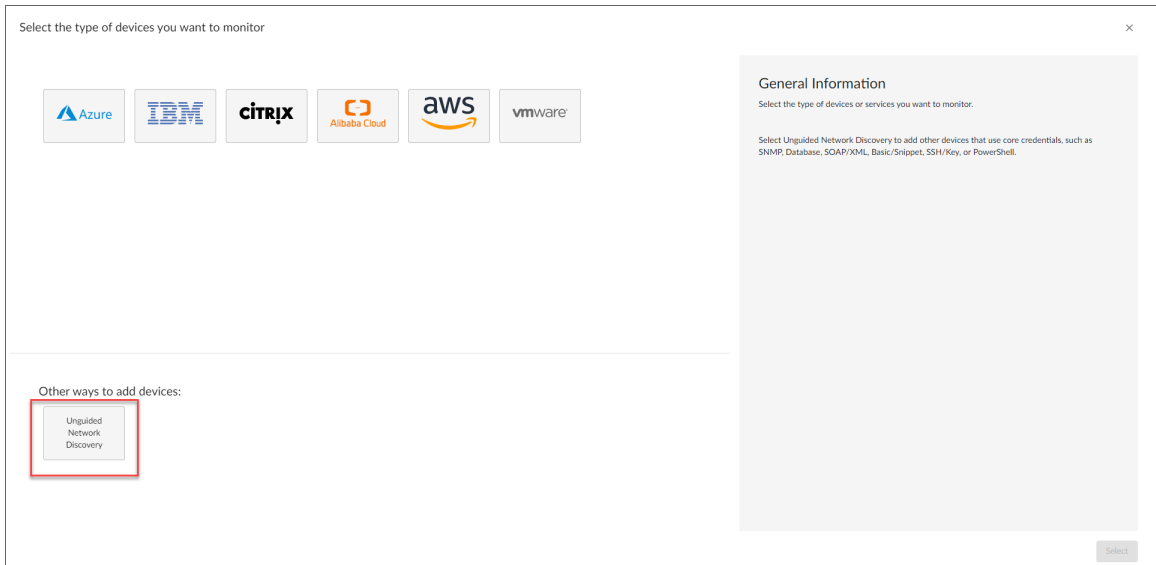 Select the type of devices you want to monitor
×
Azure
IBM
CİTRIX
Alibaba Cloud
aws
vmware
General Information
Select the type of devices or services you want to monitor.
Select Unguided Network Discovery to add other devices that use core credentials, such as
SNMP, Database, SOAP/XML, Basic/Snippet, SSH/Key, or PowerShell.
Other ways to add devices:
Unguided
Network
Discovery
Select